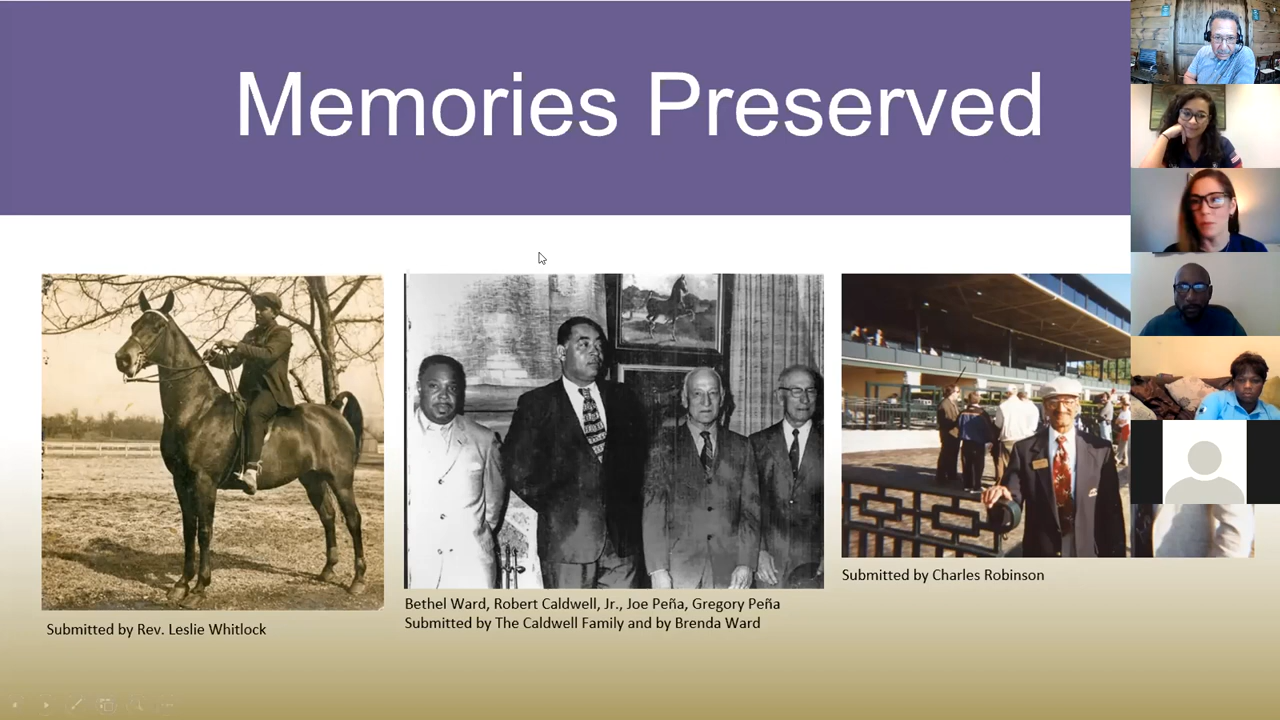 Memories Preserved
Submitted by Rev. Leslie Whitlock
Bethel Ward, Robert Caldwell, Jr., Joe Peña, Gregory Peña
Submitted by The Caldwell Family and by Brenda Ward
Submitted by Charles Robinson